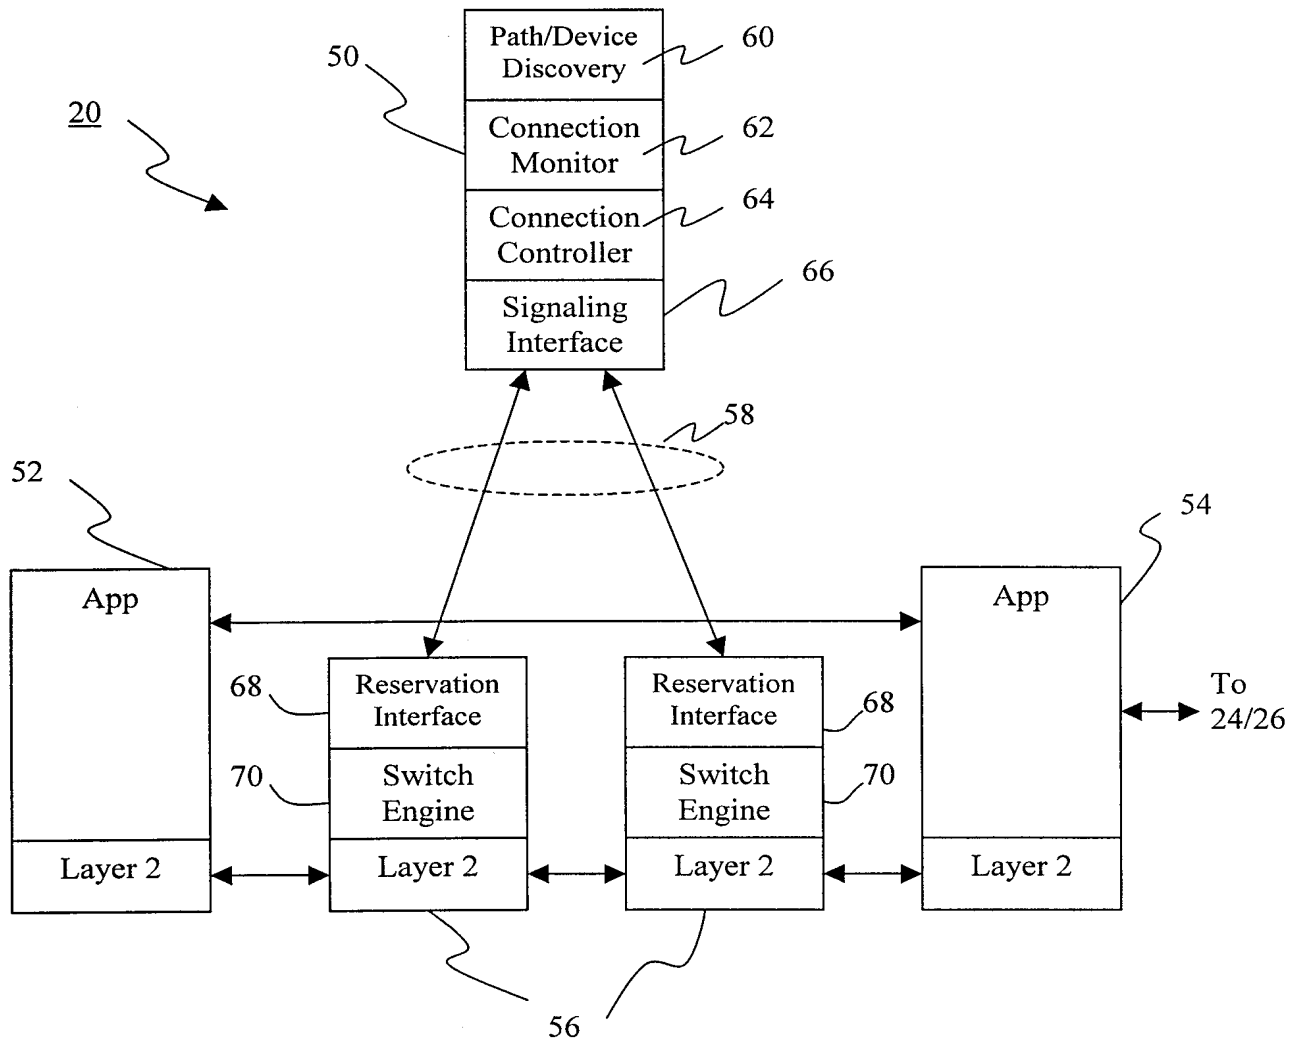 Path/Device
Discovery
60
50
20
Connection
Monitor
62
Connection
Controller
64
Signaling
Interface
66
58
52
54
App
App
Reservation
Interface
68
Reservation
Interface
68
To
24/26
Switch
Engine
70
Switch
Engine
70
Layer 2
Layer 2
Layer 2
Layer 2
56